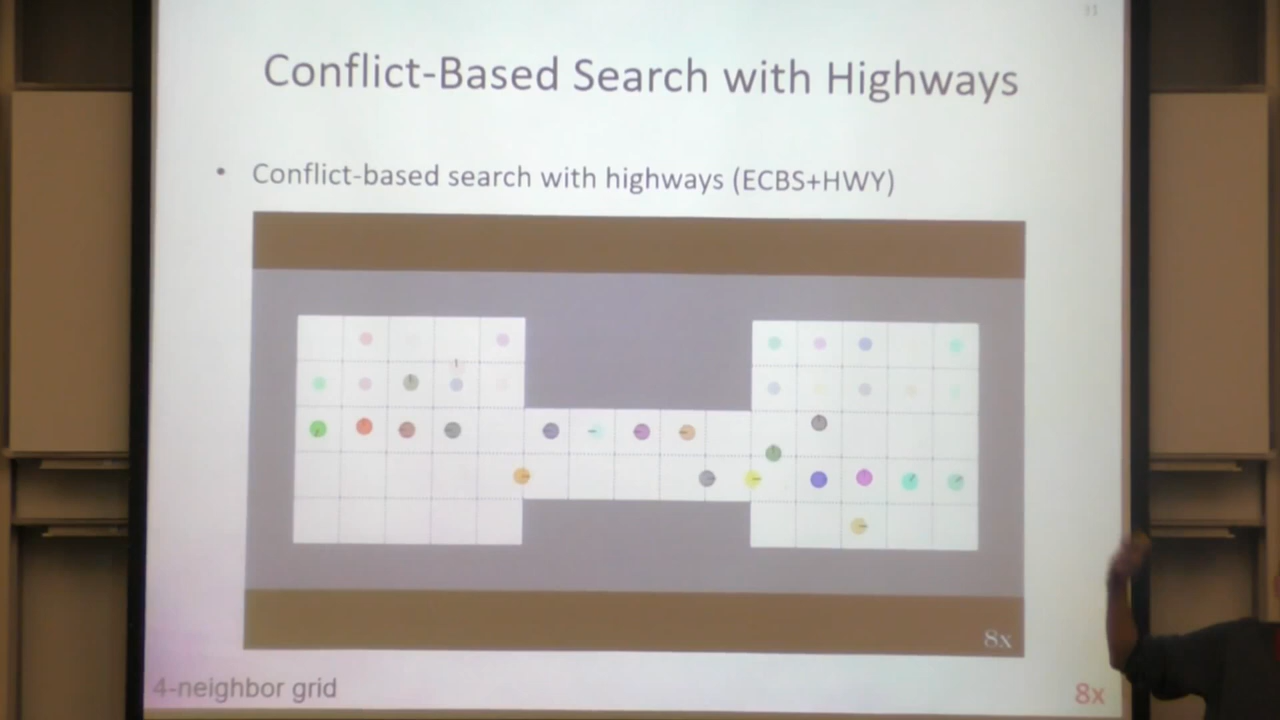 Conflict-Based Search with Highways
• Conflict-based search with highways (ECBS+HWY)
8x
4-neighbor grid
8x